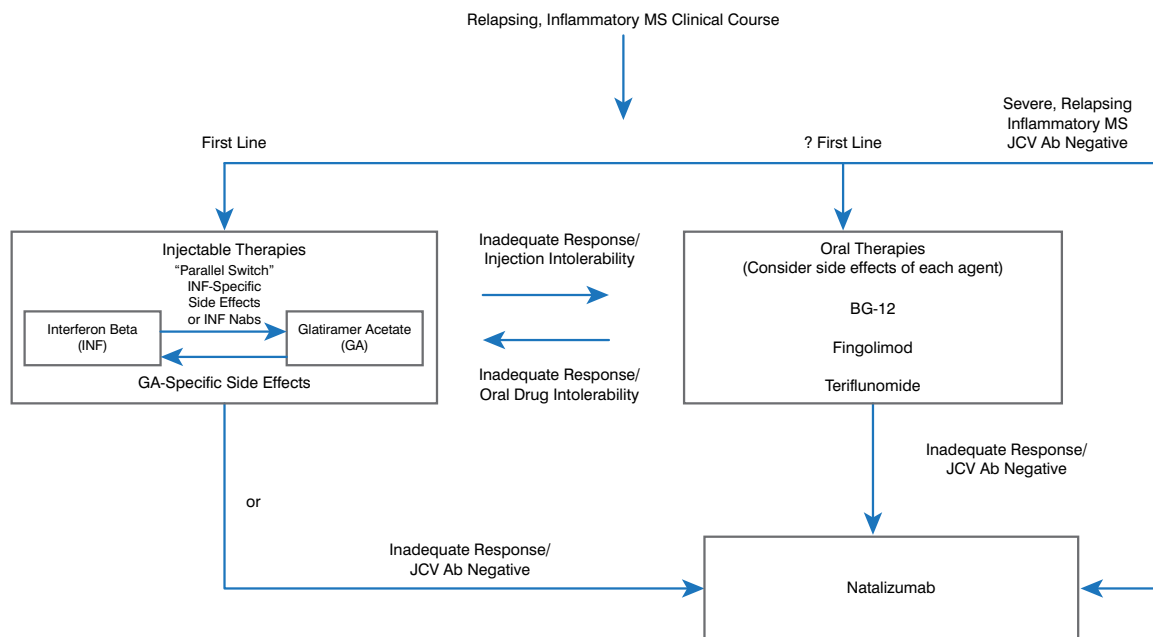 Relapsing, Inflammatory MS Clinical Course
Severe, Relapsing
Inflammatory MS
JCV Ab Negative
First Line
? First Line
Injectable Therapies
“Parallel Switch”
INF-Specific
Side Effects
or INF Nabs
Interferon Beta
(INF)
Glatiramer Acetate
(GA)
GA-Specific Side Effects
Inadequate Response/
Injection Intolerability
Inadequate Response/
Oral Drug Intolerability
Oral Therapies
(Consider side effects of each agent)
BG-12
Fingolimod
Teriflunomide
Inadequate Response/
JCV Ab Negative
or
Inadequate Response/
JCV Ab Negative
Natalizumab